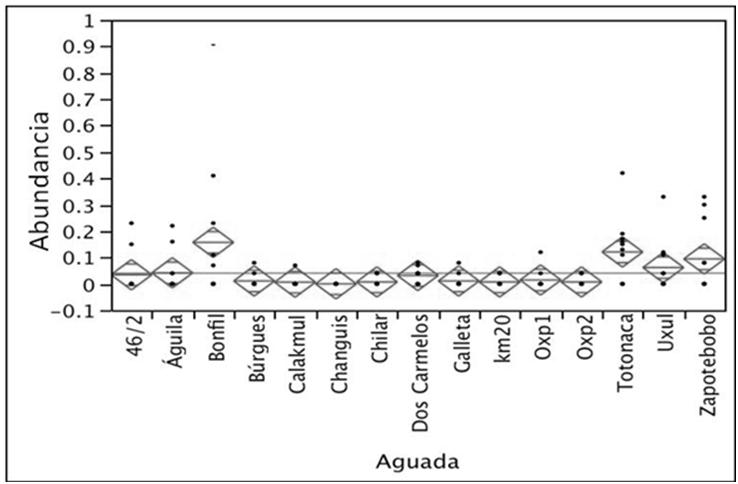 Abundancia
1
0.9
0.8
0.7
0.6
0.5
0.4
0.3
0.2
0.1
0
-0.1
46/2
Águila
Bonfil
Búrgues
Calakmul
Changuis
Chilar
Dos Carmelos
Galleta
km20
Oxp1
Oxp2
Totonaca
Uxul
Zapotebobo
Aguada